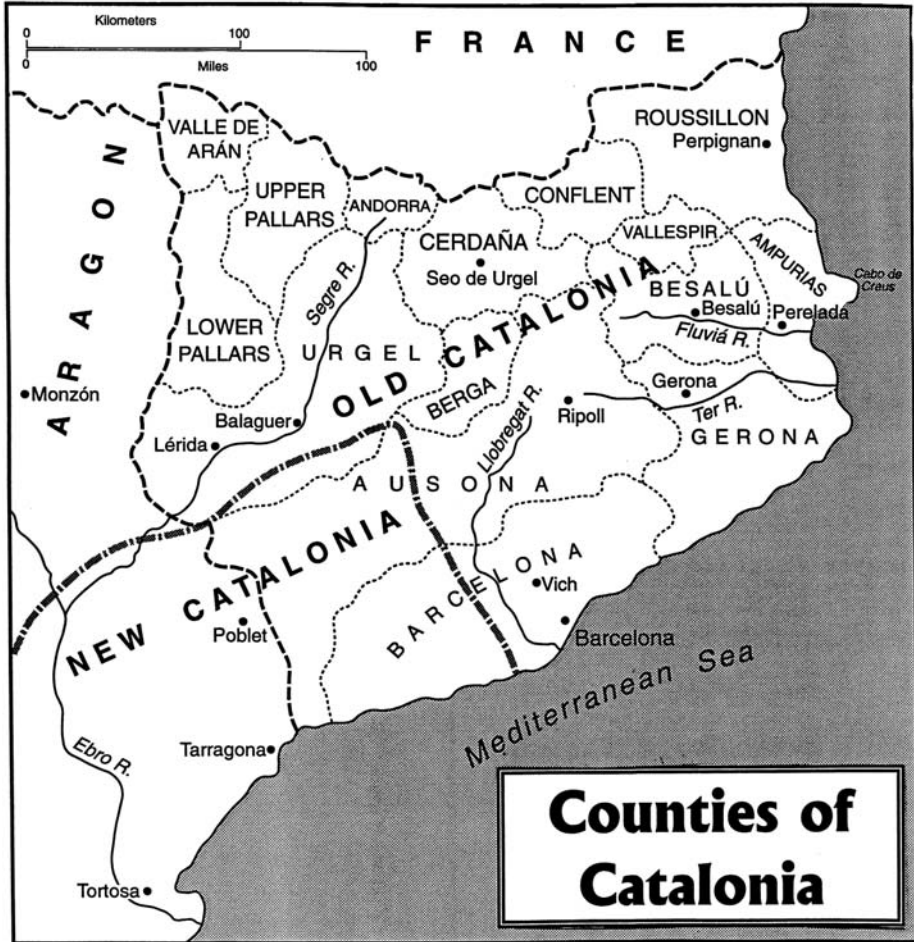 Kilometers
0 100
0 100
Miles
FRANCE
ARAGON
VALLE DE
ARÁN
UPPER
PALLARS
ANDORRA
ROUSSILLON
Perpignan
CONFLENT
CERDAÑA
Seo de Urgel
VALLESPIR
AMPURIAS
Cabo de
Creus
Segre R.
BESALÚ
Besalú
Perelada
Fluviá R.
LOWER
PALLARS
URGEL
OLD CATALONIA
BERGA
Monzón
Balaguer
Lérida
Llobregat R.
Ripoll
Gerona
Ter R.
GERONA
AUSONA
NEW CATALONIA
BARCELONA
Vich
Poblet
Barcelona
Mediterranean Sea
Ebro R.
Tarragona
Tortosa
Counties of
Catalonia